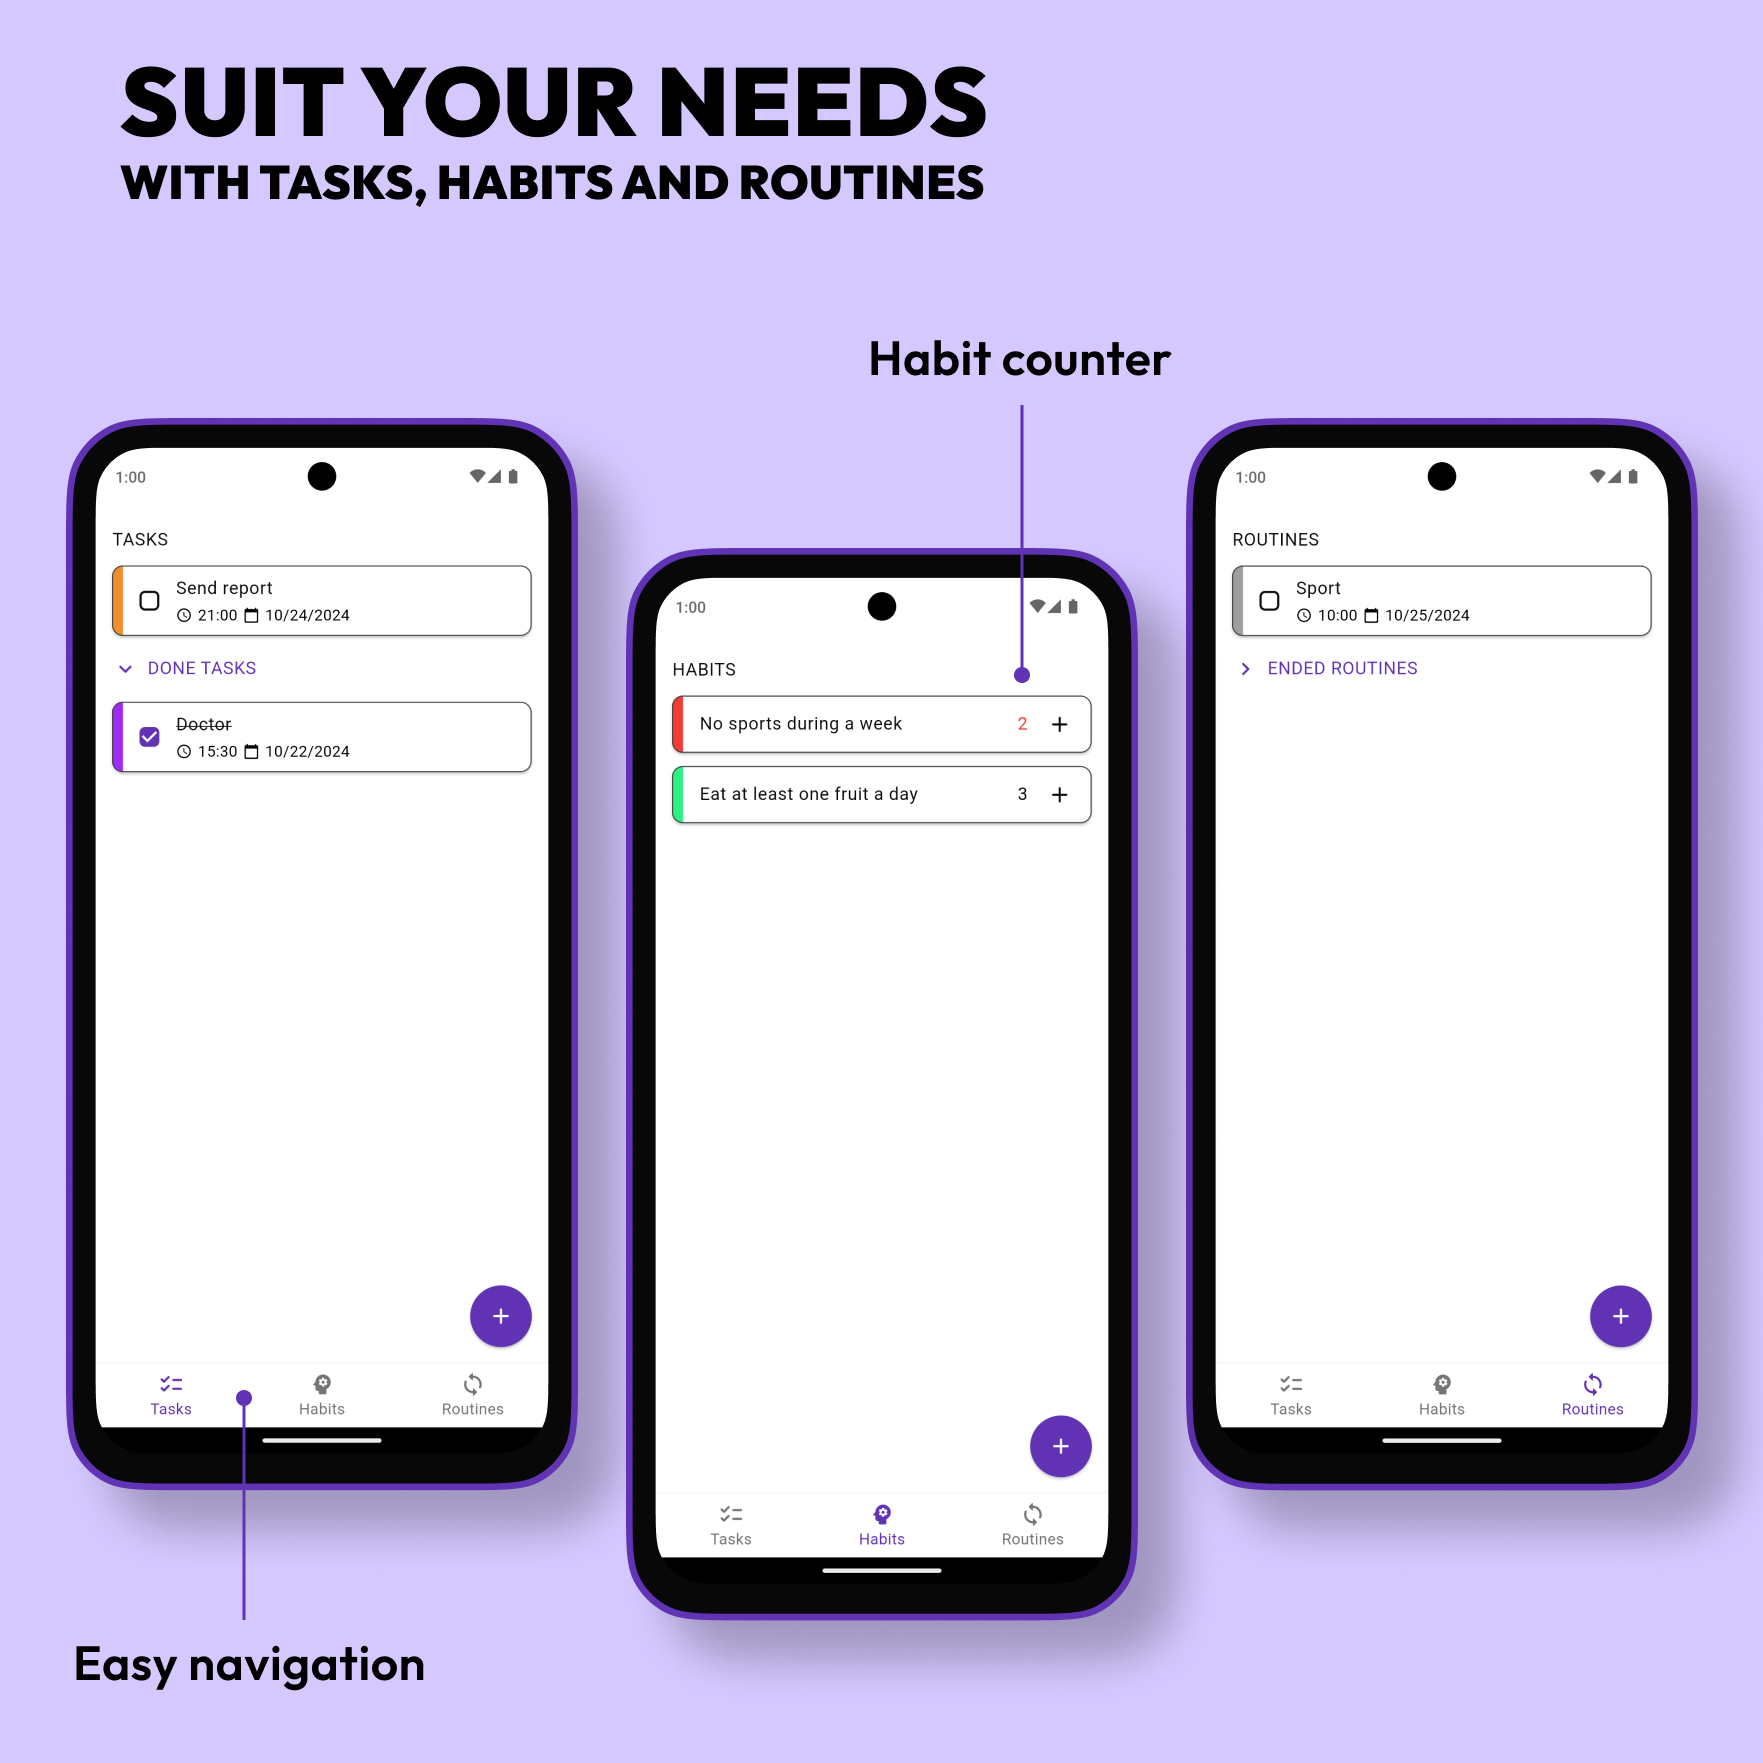 SUIT YOUR NEEDS
WITH TASKS, HABITS AND ROUTINES
Habit counter
1:00
TASKS
Send report
21:00 10/24/2024
DONE TASKS
Doctor
15:30 10/22/2024
Tasks Habits Routines
1:00
HABITS
No sports during a week 2 +
Eat at least one fruit a day 3 +
+
Tasks Habits Routines
1:00
ROUTINES
Sport
10:00 10/25/2024
ENDED ROUTINES
+
Tasks Habits Routines
Easy navigation